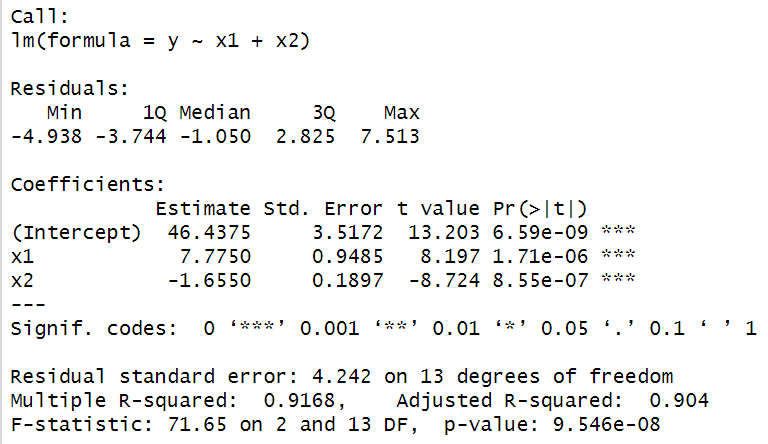 Call:
lm(formula = y ~ x1 + x2)
Residuals:
   Min     1Q Median     3Q    Max
-4.938 -3.744 -1.050  2.825  7.513
Coefficients:
            Estimate Std. Error t value Pr(>|t|)
(Intercept)  46.4375     3.5172  13.203 6.59e-09 ***
x1            7.7750     0.9485   8.197 1.71e-06 ***
x2           -1.6550     0.1897  -8.724 8.55e-07 ***
---
Signif. codes:  0 ‘***’ 0.001 ‘**’ 0.01 ‘*’ 0.05 ‘.’ 0.1 ‘ ’ 1
Residual standard error: 4.242 on 13 degrees of freedom
Multiple R-squared:  0.9168,	Adjusted R-squared:  0.904
F-statistic: 71.65 on 2 and 13 DF,  p-value: 9.546e-08